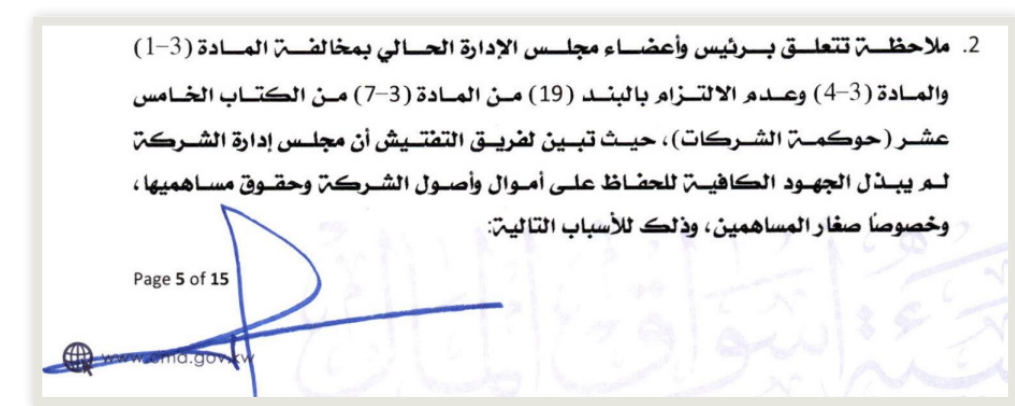 2. ملاحظة تتعلق برئيس وأعضاء مجلس الإدارة الحالي بمخالفة المادة (3-1)
والمادة (3-4) وعدم الالتزام بالبند (19) من المادة (3-7) من الكتاب الخامس
عشر (حوكمة الشركات)، حيث تبين لفريق التفتيش أن مجلس إدارة الشركة
لم يبذل الجهود الكافية للحفاظ على أموال وأصول الشركة وحقوق مساهميها،
وخصوصاً صغار المساهمين، وذلك للأسباب التالية:
Page 5 of 15
www.cma.gov.kw
هيئة أسواق المال